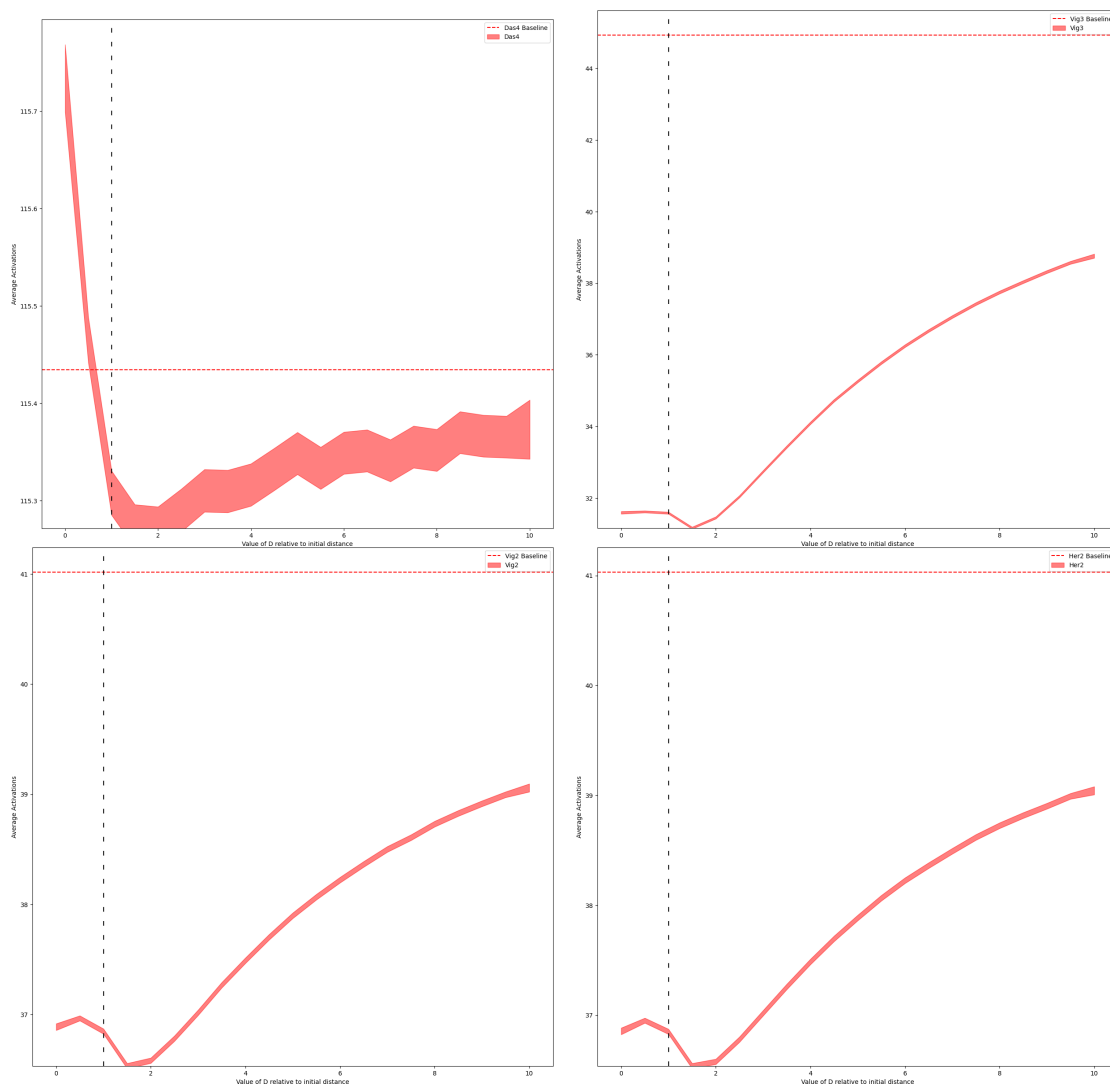 Das4 Baseline
Das4
115.7
115.6
115.5
115.4
115.3
Average Activations
0 2 4 6 8 10
Value of D relative to initial distance
Vig3 Baseline
Vig3
44
42
40
38
36
34
32
Average Activations
0 2 4 6 8 10
Value of D relative to initial distance
Vig2 Baseline
Vig2
41
40
39
38
37
Average Activations
0 2 4 6 8 10
Value of D relative to initial distance
Her2 Baseline
Her2
41
40
39
38
37
Average Activations
0 2 4 6 8 10
Value of D relative to initial distance